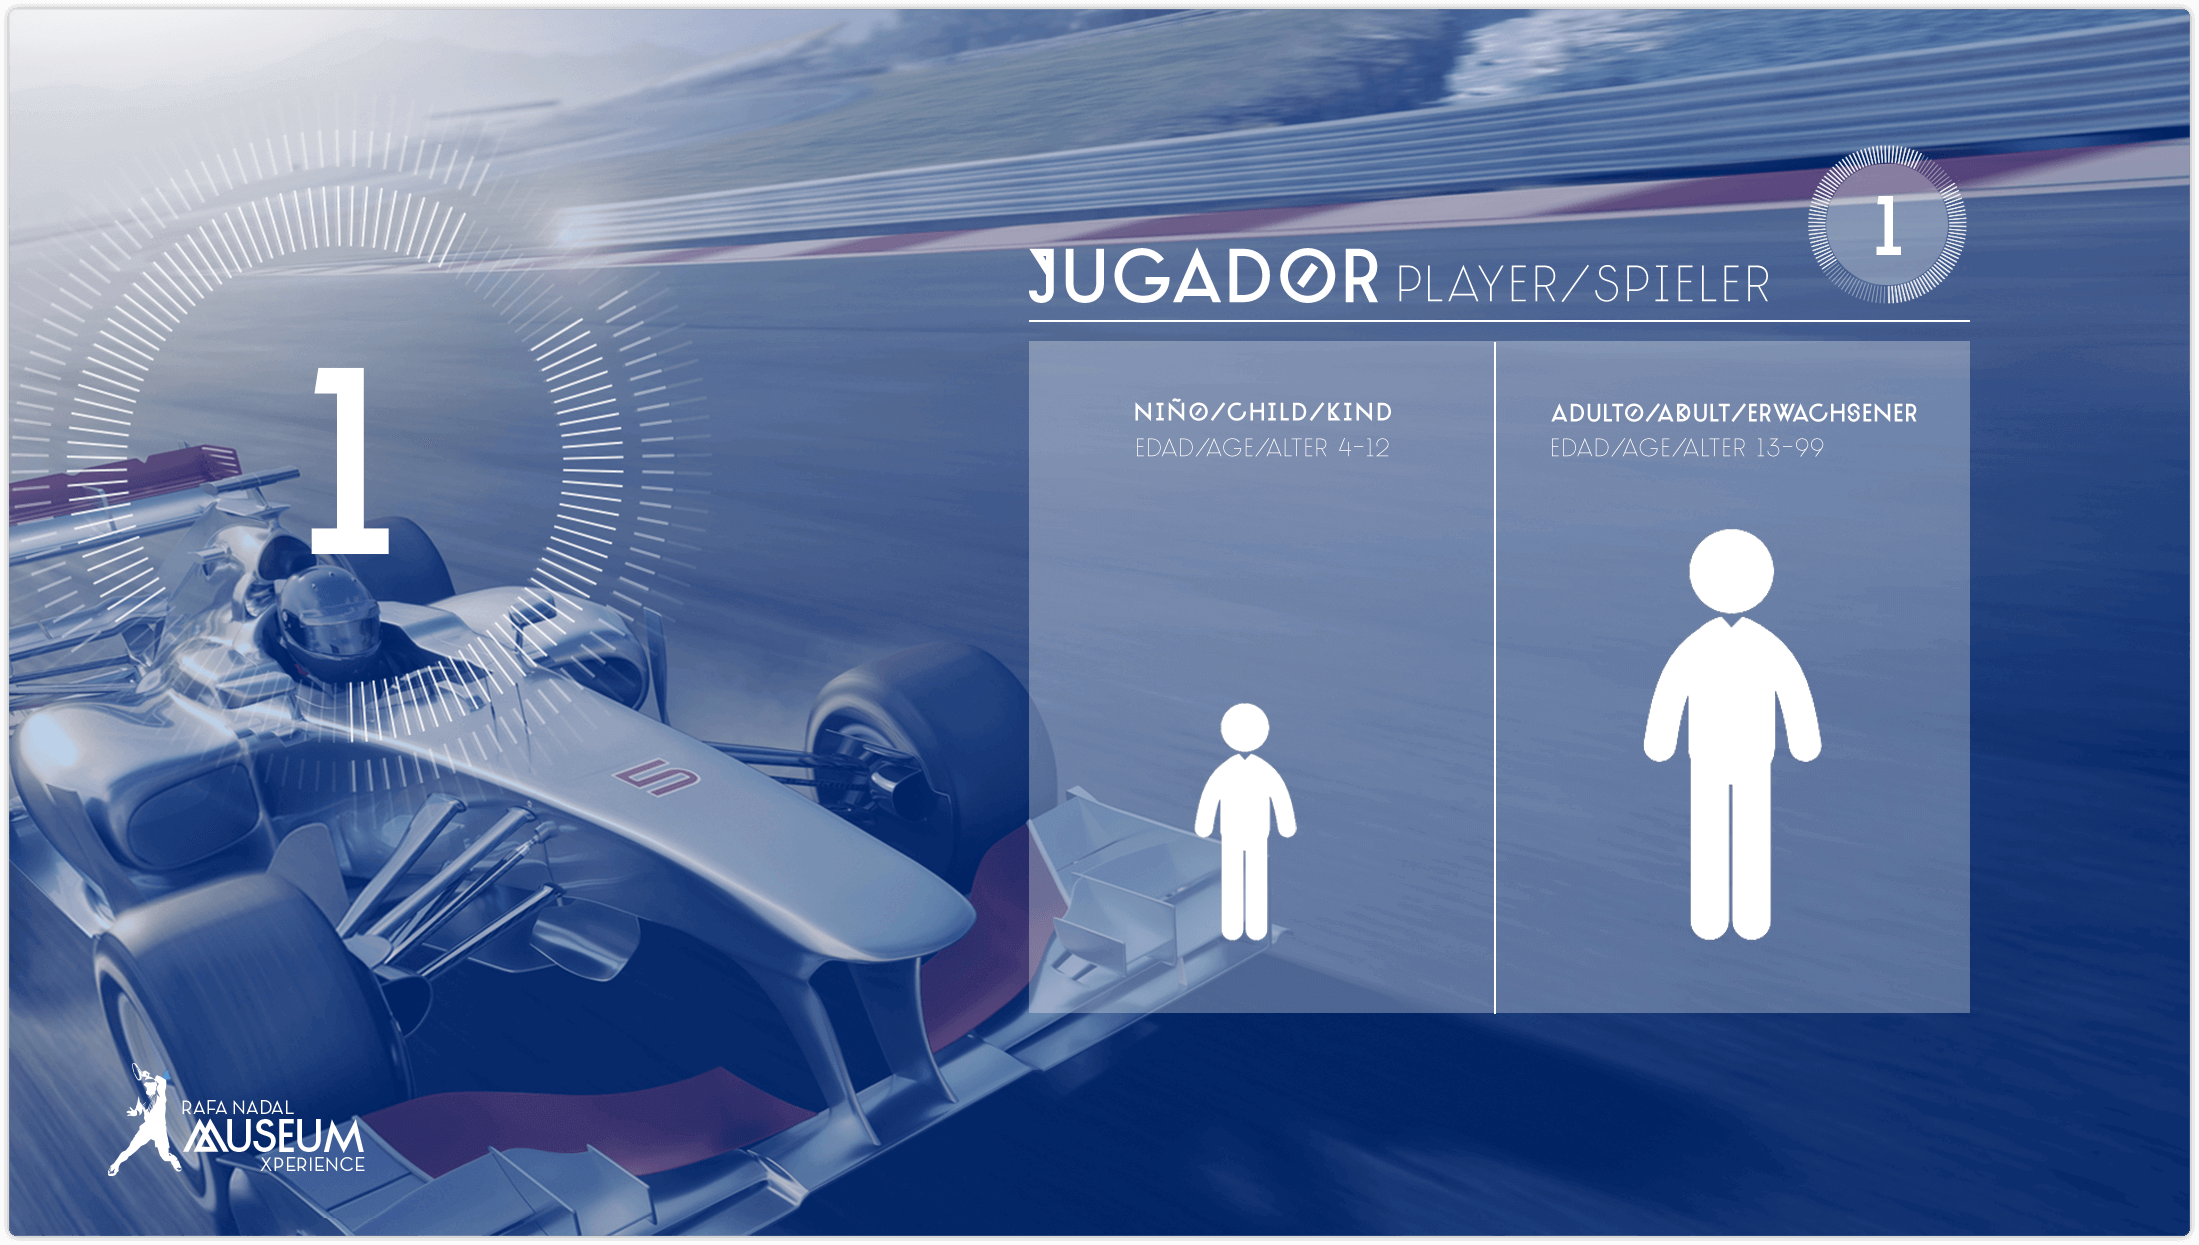 1
1
JUGADOR PLAYER/SPIELER
NIÑO/CHILD/KIND
EDAD/AGE/ALTER 4-12
ADULTO/ADULT/ERWACHSENER
EDAD/AGE/ALTER 13-99
5
RAFA NADAL
MUSEUM
XPERIENCE